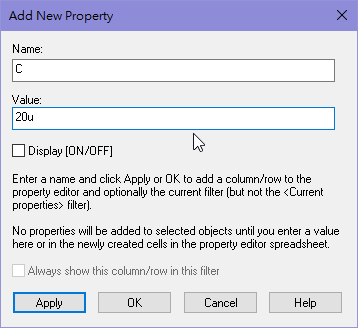 Add New Property
Name:
C
Value:
20u
Display [ON/OFF]
Enter a name and click Apply or OK to add a column/row to the
property editor and optionally the current filter (but not the <Current
properties> filter).
No properties will be added to selected objects until you enter a value
here or in the newly created cells in the property editor spreadsheet.
Always show this column/row in this filter
Apply OK Cancel Help